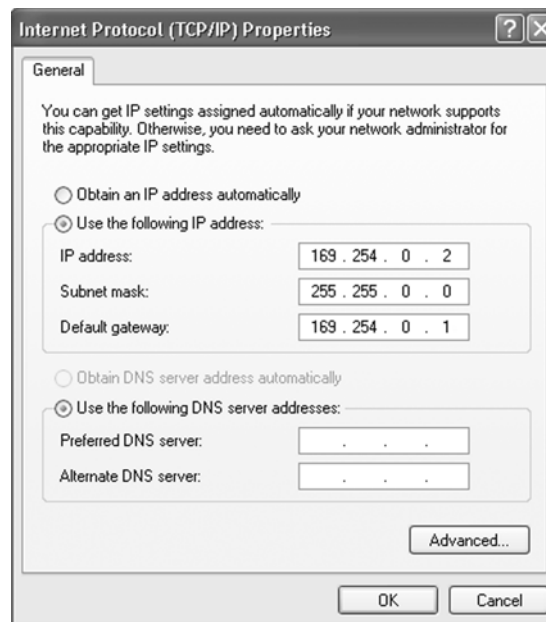 Internet Protocol (TCP/IP) Properties
General
You can get IP settings assigned automatically if your network supports
this capability. Otherwise, you need to ask your network administrator for
the appropriate IP settings.
Obtain an IP address automatically
Use the following IP address:
IP address: 169 . 254 . 0 . 2
Subnet mask: 255 . 255 . 0 . 0
Default gateway: 169 . 254 . 0 . 1
Obtain DNS server address automatically
Use the following DNS server addresses:
Preferred DNS server: . . .
Alternate DNS server: . . .
Advanced...
OK Cancel